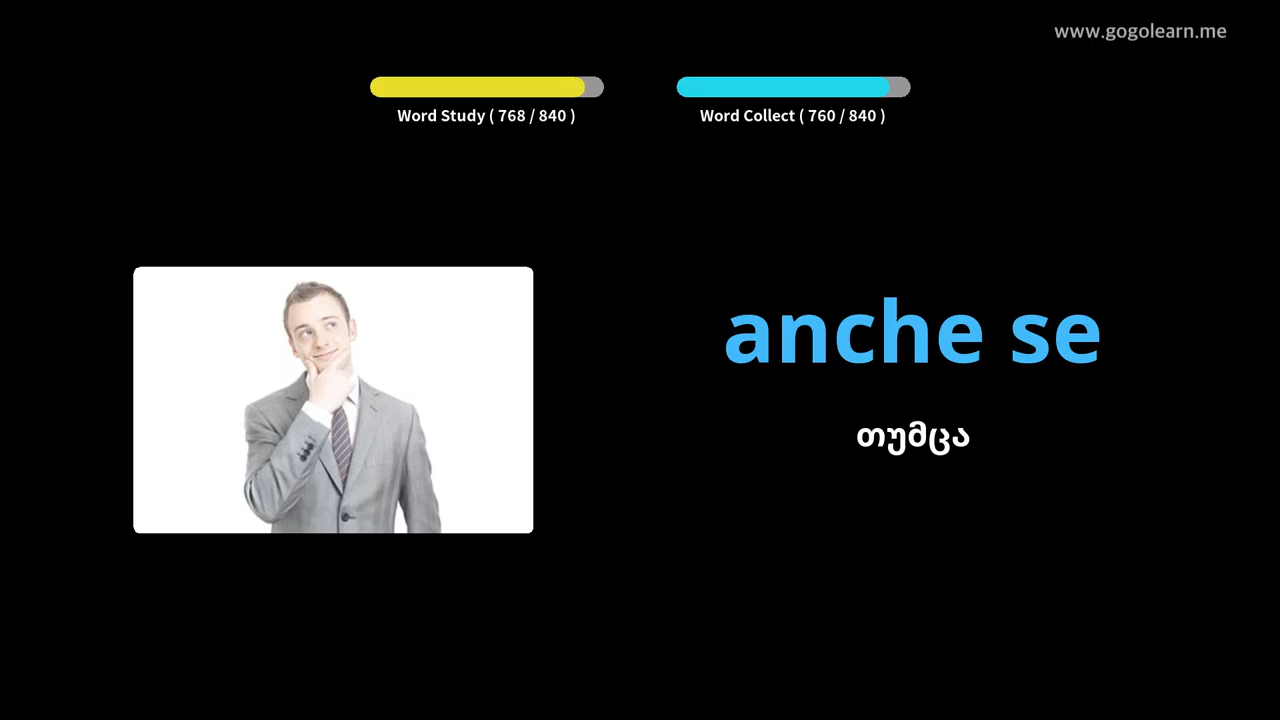 www.gogolearn.me
Word Study ( 768 / 840 )
Word Collect ( 760 / 840 )
anche se
თუმცა